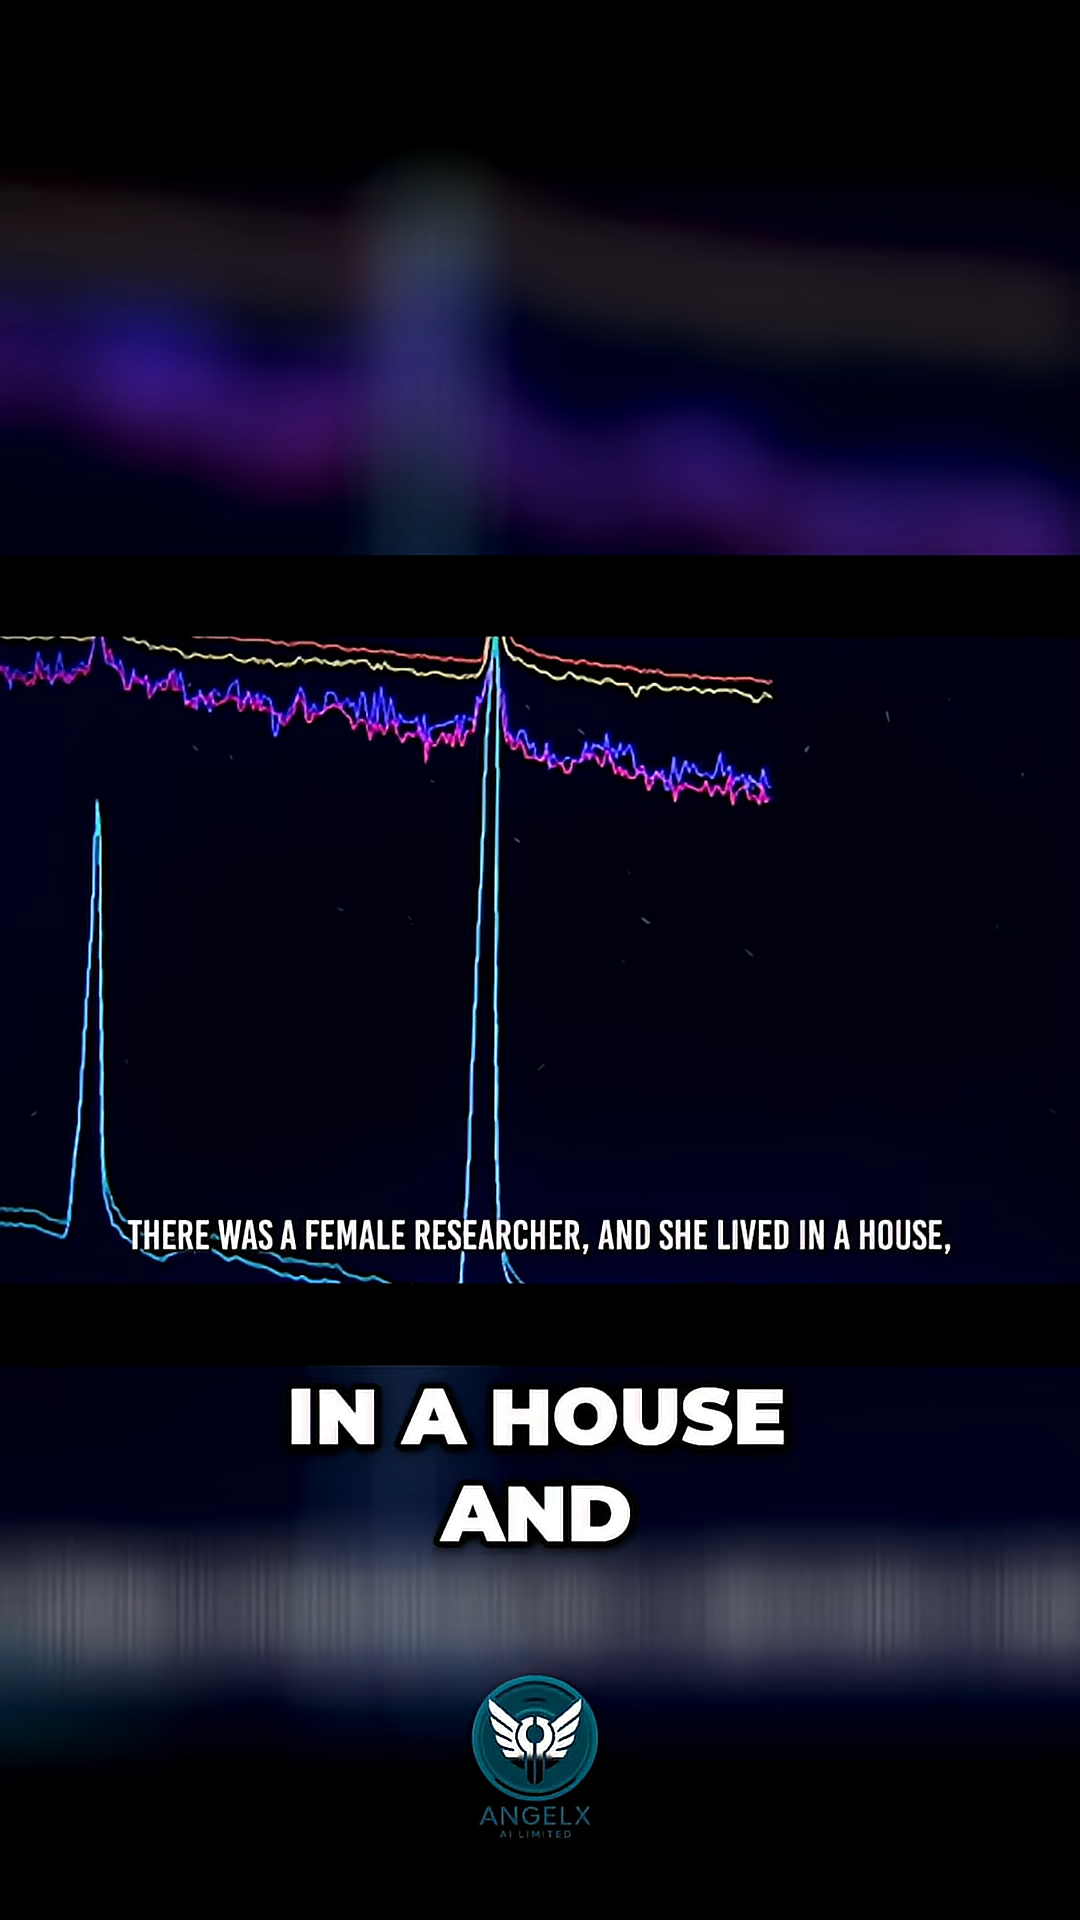 THERE WAS A FEMALE RESEARCHER, AND SHE LIVED IN A HOUSE,
IN A HOUSE
AND
ANGELX
AI LIMITED